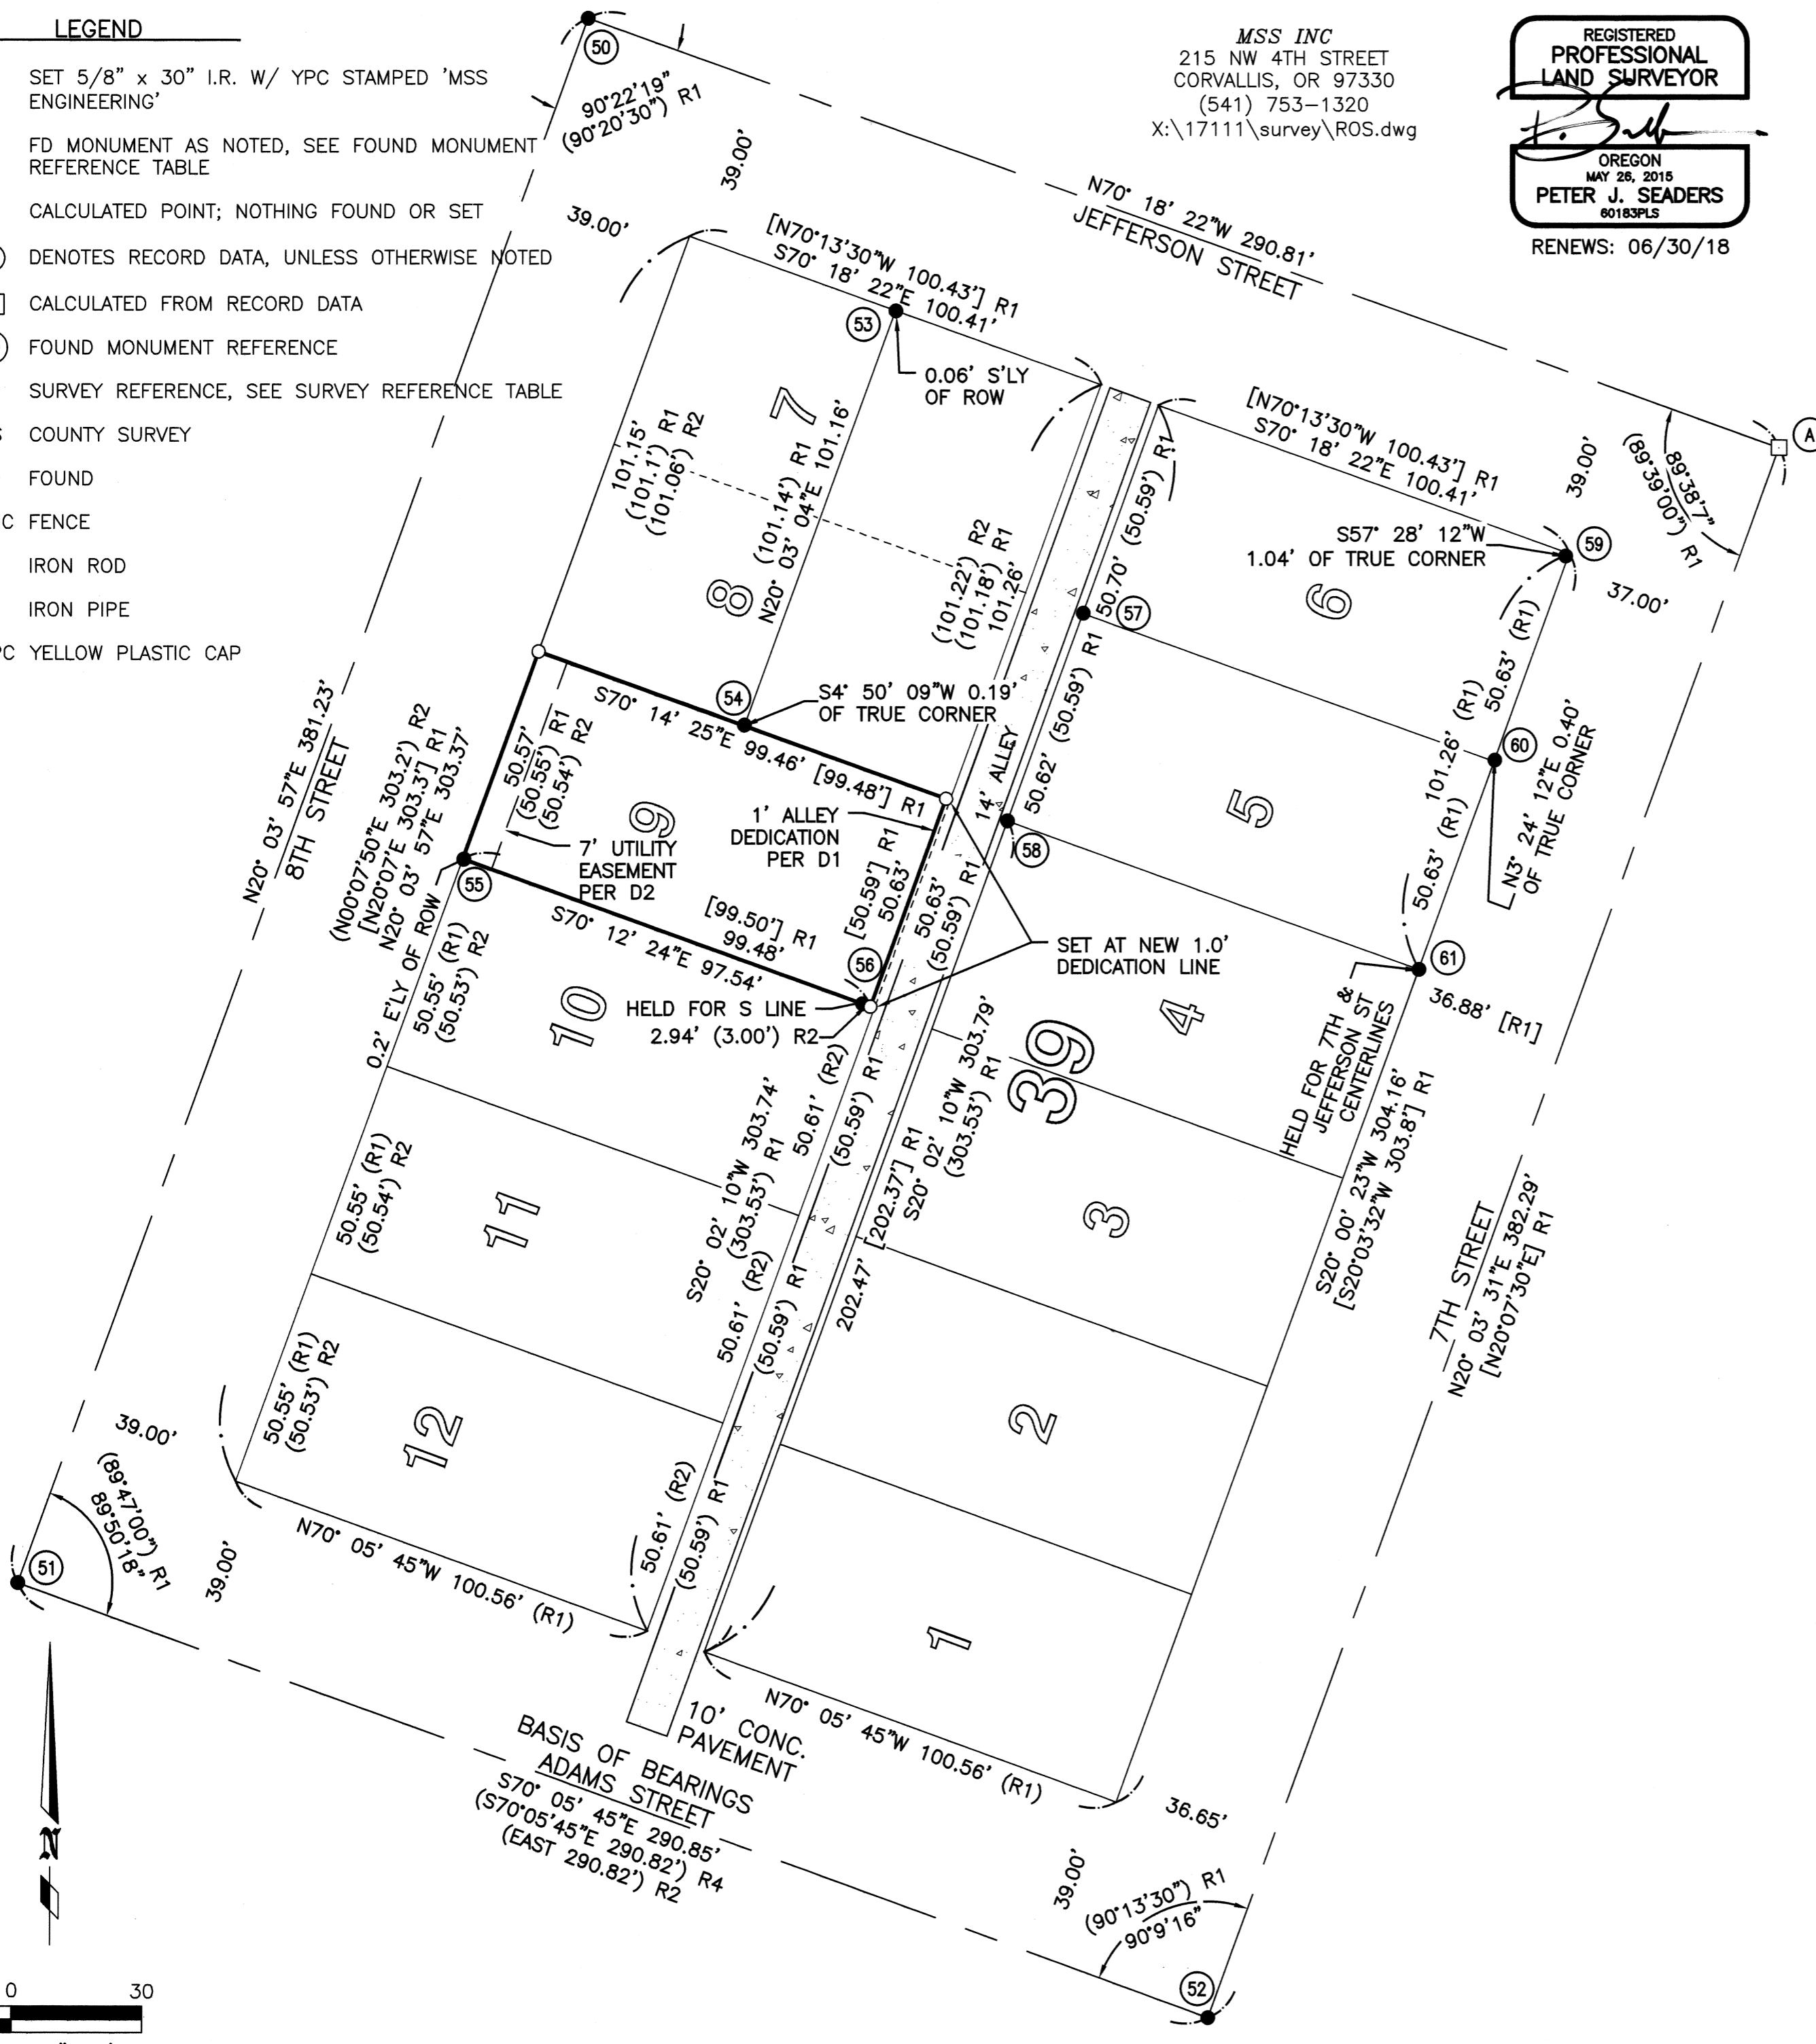 LEGEND
SET 5/8" x 30" I.R. W/ YPC STAMPED 'MSS
ENGINEERING'
FD MONUMENT AS NOTED, SEE FOUND MONUMENT
REFERENCE TABLE
CALCULATED POINT; NOTHING FOUND OR SET
DENOTES RECORD DATA, UNLESS OTHERWISE NOTED
CALCULATED FROM RECORD DATA
FOUND MONUMENT REFERENCE
SURVEY REFERENCE, SEE SURVEY REFERENCE TABLE
COUNTY SURVEY
FOUND
FENCE
IRON ROD
IRON PIPE
YELLOW PLASTIC CAP
MSS INC
215 NW 4TH STREET
CORVALLIS, OR 97330
(541) 753-1320
X:\17111\survey\ROS.dwg
REGISTERED
PROFESSIONAL
LAND SURVEYOR
OREGON
MAY 26, 2015
PETER J. SEADERS
60183PLS
RENEWS: 06/30/18
50
90°22'19"
(90°20'30") R1
39.00'
39.00'
N70° 18' 22"W 290.81'
JEFFERSON STREET
[N70°13'30"W 100.43'] R1
S70° 18' 22"E 100.41'
53
0.06' S'LY
OF ROW
[N70°13'30"W 100.43'] R1
S70° 18' 22"E 100.41'
39.00'
89°38'7"
(89°39'00") R1
A
S57° 28' 12"W
1.04' OF TRUE CORNER
59
37.00'
7
101.15'
(101.1') R1
(101.06') R2
(101.14') R1
N20° 03' 04"E 101.16'
8
(101.22') R2
(101.18') R1
101.26'
50.70' (50.59') R1
57
6
50.63' (R1)
101.26' (R1)
60
N3° 24' 12"E 0.40'
OF TRUE CORNER
54
S4° 50' 09"W 0.19'
OF TRUE CORNER
S70° 14' 25"E 99.46' [99.48'] R1
14' ALLEY
50.62' (50.59') R1
58
5
50.63' (R1)
50.57'
(50.55') R1
(50.54') R2
9
7' UTILITY
EASEMENT
PER D2
1' ALLEY
DEDICATION
PER D1
[50.59'] R1
50.63'
50.63'
(50.59') R1
N20° 03' 57"E 381.23'
8TH STREET
(N00°07'50"E 303.2') R2
[N20°07'E 303.3'] R1
N20° 03' 57"E 303.37'
55
0.2' E'LY OF ROW
[99.50'] R1
99.48'
S70° 12' 24"E 97.54'
56
HELD FOR S LINE
2.94' (3.00') R2
SET AT NEW 1.0'
DEDICATION LINE
61
HELD FOR 7TH &
JEFFERSON ST
CENTERLINES
36.88' [R1]
50.55' (R1)
(50.53') R2
10
50.61' (R2)
(50.59') R1
S20° 02' 10"W 303.74'
(303.53') R1
39
4
S20° 02' 10"W 303.79'
(303.53') R1
202.47' [202.37'] R1
S20° 00' 23"W 304.16'
[S20°03'32"W 303.8'] R1
7TH STREET
N20° 03' 31"E 382.29'
[N20°07'30"E] R1
50.55' (R1)
(50.54') R2
11
50.61' (R2)
(50.59') R1
3
50.55' (R1)
(50.53') R2
12
50.61' (R2)
(50.59') R1
2
39.00'
(89°47'00") R1
89°50'18"
39.00'
51
N70° 05' 45"W 100.56' (R1)
1
N70° 05' 45"W 100.56' (R1)
10' CONC.
PAVEMENT
BASIS OF BEARINGS
ADAMS STREET
S70° 05' 45"E 290.85'
(S70°05'45"E 290.82') R4
(EAST 290.82') R2
36.65'
39.00'
(90°13'30") R1
90°9'16"
52
N
0 30